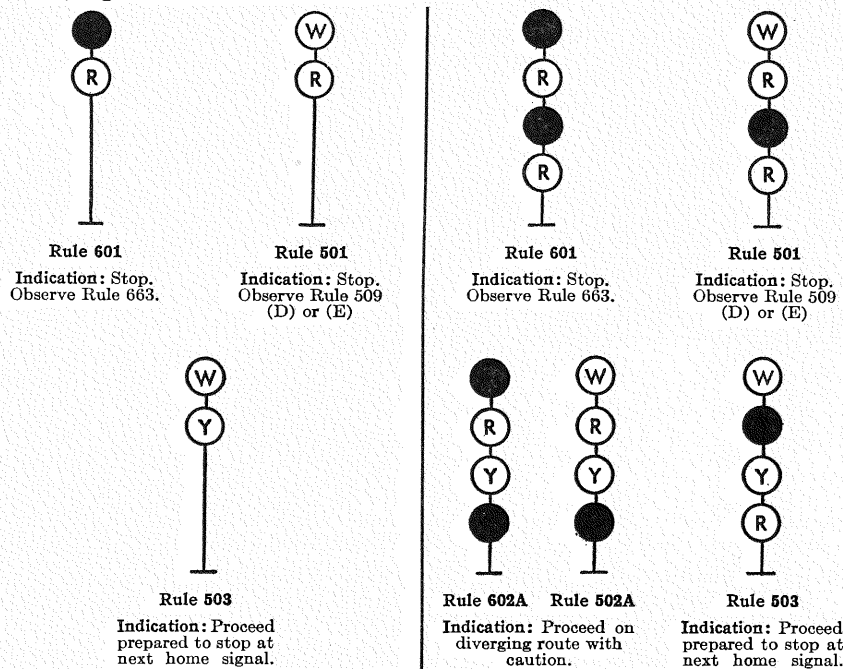 R
W
R
R
R
W
R
R
Rule 601
Indication: Stop.
Observe Rule 663.
Rule 501
Indication: Stop.
Observe Rule 509
(D) or (E)
Rule 601
Indication: Stop.
Observe Rule 663.
Rule 501
Indication: Stop.
Observe Rule 509
(D) or (E)
W
Y
R
Y
W
R
Y
W
Y
R
Rule 503
Indication: Proceed
prepared to stop at
next home signal.
Rule 602A
Rule 502A
Indication: Proceed on
diverging route with
caution.
Rule 503
Indication: Proceed
prepared to stop at
next home signal.